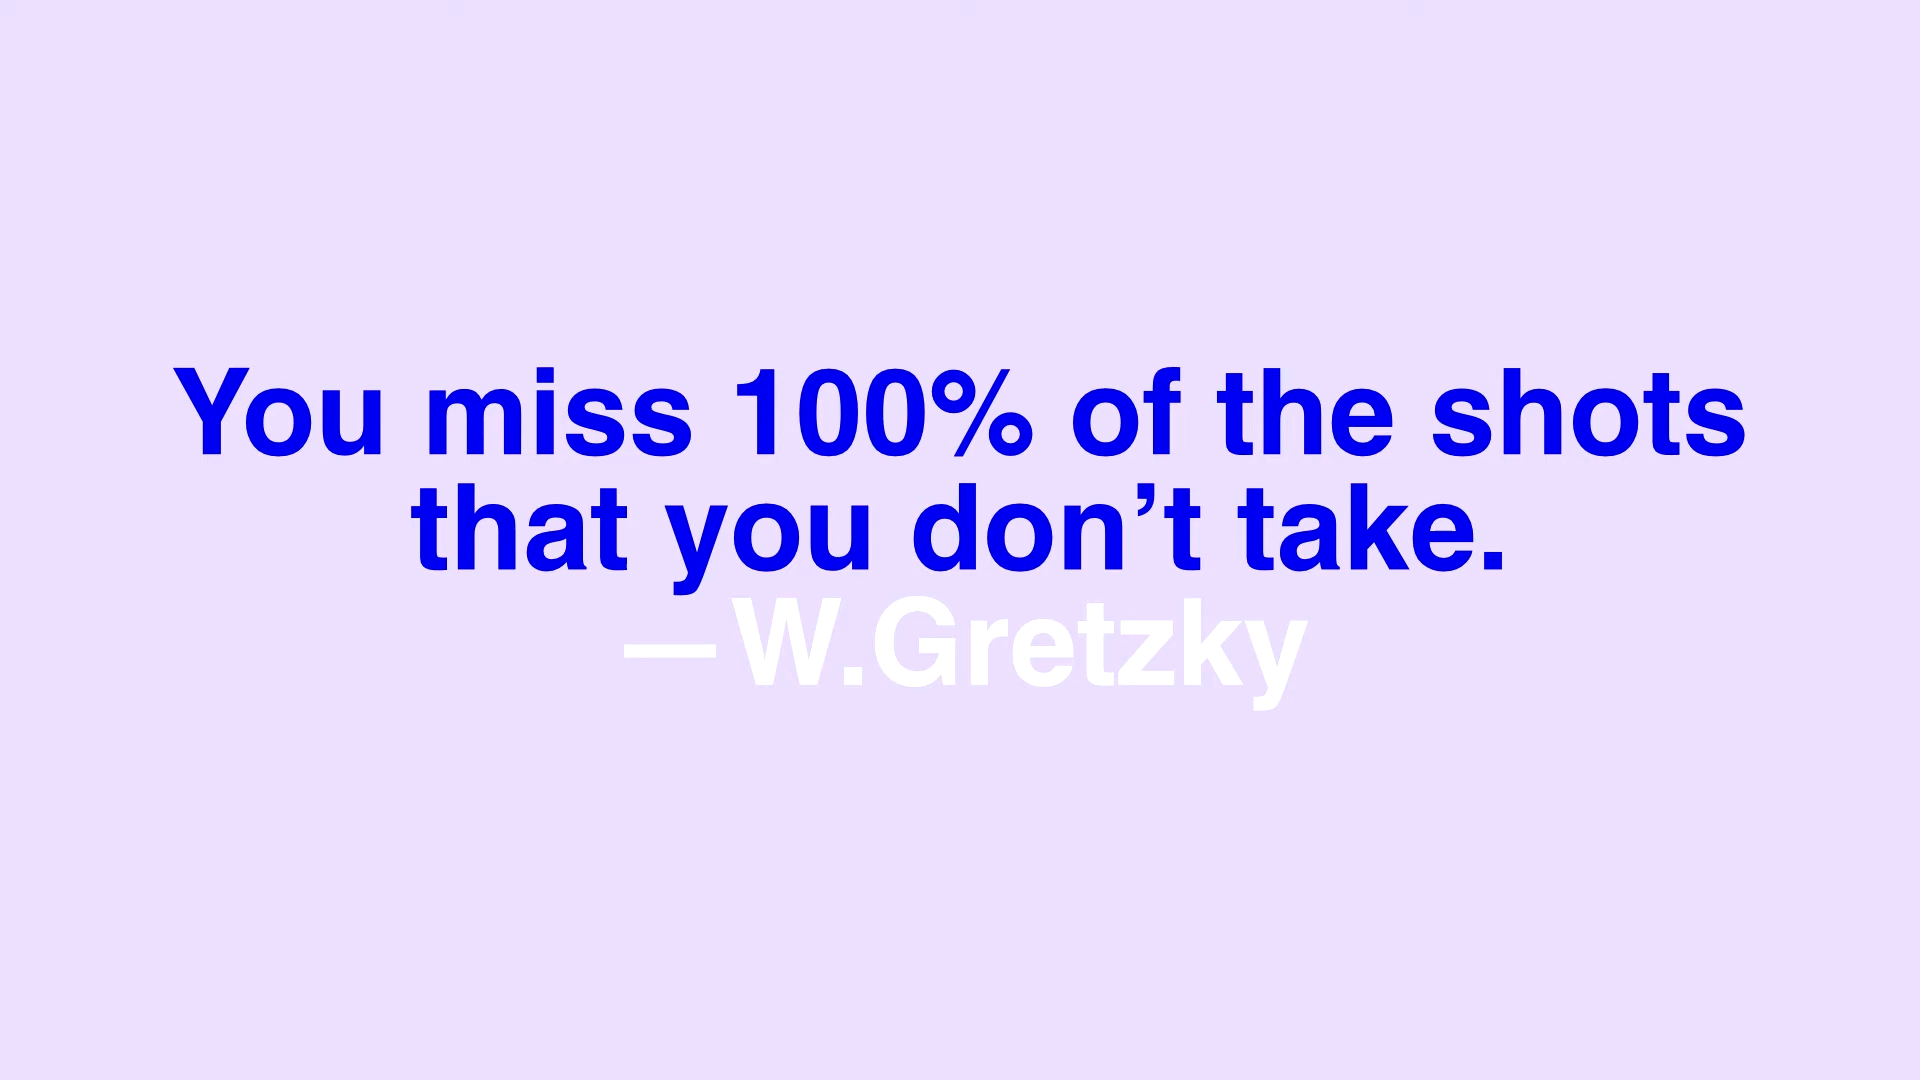 You miss 100% of the shots
that you don’t take.
—W.Gretzky